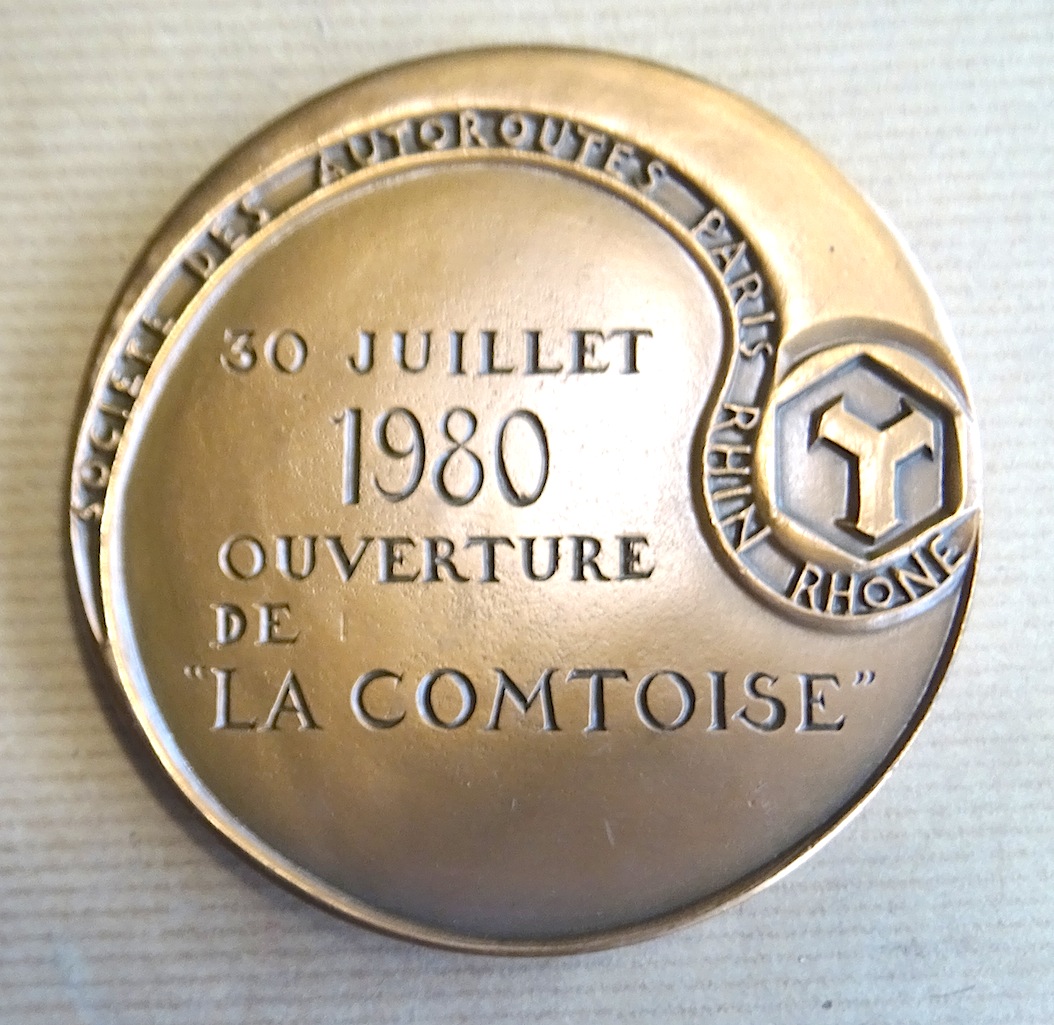 SOCIETE DES AUTOROUTES PARIS RHIN RHONE
30 JUILLET
1980
OUVERTURE
DE
"LA COMTOISE"